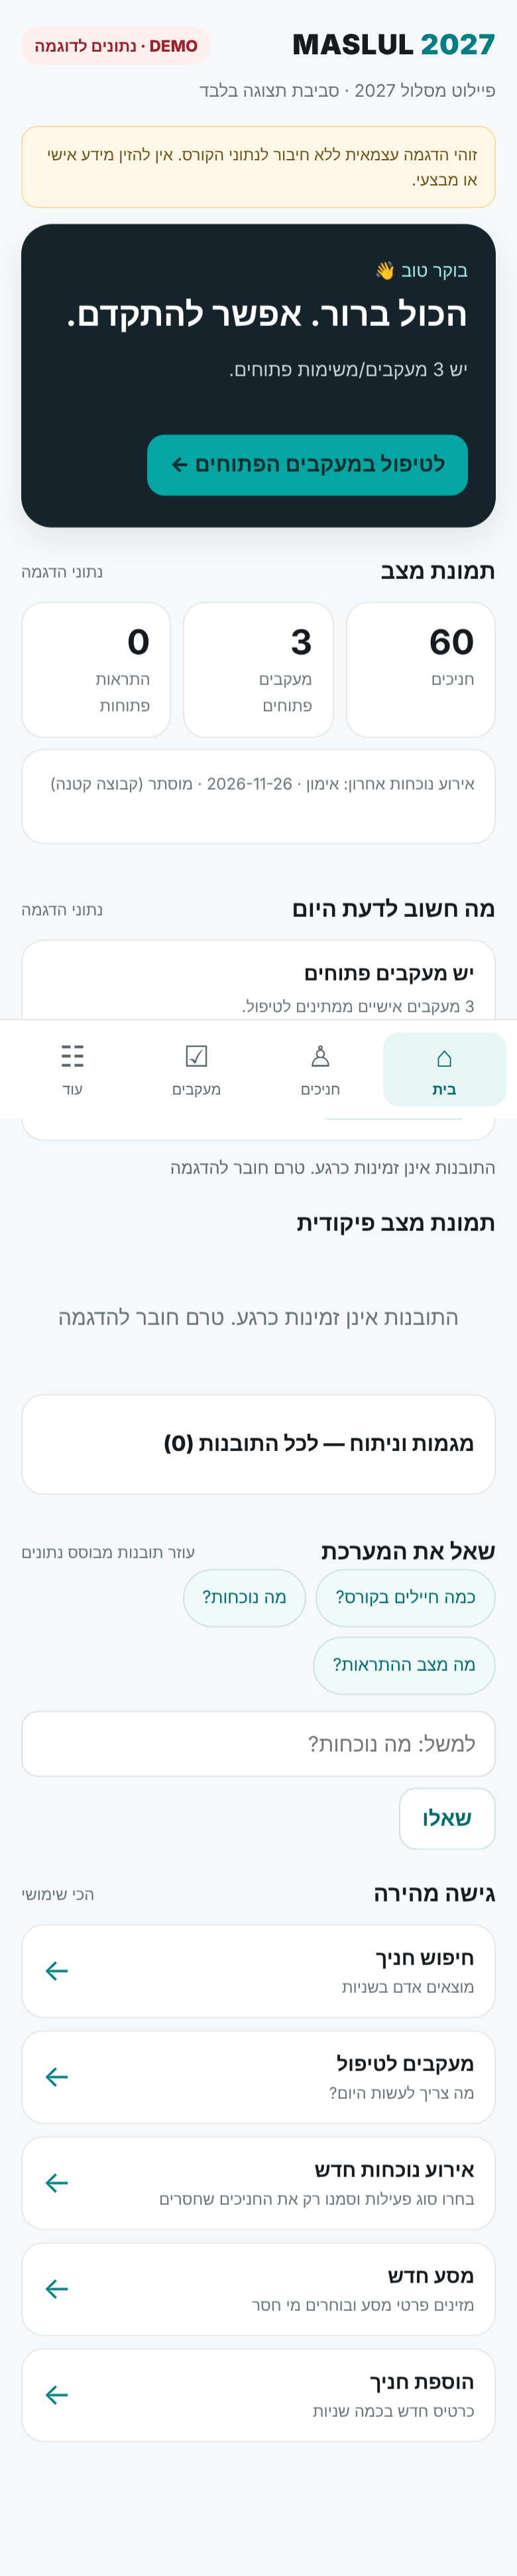 MASLUL 2027
DEMO · נתונים לדוגמה
פיילוט מסלול 2027 · סביבת תצוגה בלבד
זוהי הדגמה עצמאית ללא חיבור לנתוני הקורס. אין להזין מידע אישי
או מבצעי.
בוקר טוב 👋
הכול ברור. אפשר להתקדם.
יש 3 מעקבים/משימות פתוחים.
לטיפול במעקבים הפתוחים ←
תמונת מצב
נתוני הדגמה
60
חניכים
3
מעקבים
פתוחים
0
התראות
פתוחות
אירוע נוכחות אחרון: אימון · 2026-11-26 · מוסתר (קבוצה קטנה)
מה חשוב לדעת היום
נתוני הדגמה
יש מעקבים פתוחים
3 מעקבים אישיים ממתינים לטיפול.
בית
חניכים
מעקבים
עוד
התובנות אינן זמינות כרגע. טרם חובר להדגמה
תמונת מצב פיקודית
התובנות אינן זמינות כרגע. טרם חובר להדגמה
מגמות וניתוח — לכל התובנות (0)
שאל את המערכת
עוזר תובנות מבוסס נתונים
כמה חיילים בקורס?
מה נוכחות?
מה מצב ההתראות?
למשל: מה נוכחות?
שאלו
גישה מהירה
הכי שימושי
חיפוש חניך
מוצאים אדם בשניות
←
מעקבים לטיפול
מה צריך לעשות היום?
←
אירוע נוכחות חדש
בחרו סוג פעילות וסמנו רק את החניכים שחסרים
←
מסע חדש
מזינים פרטי מסע ובוחרים מי חסר
←
הוספת חניך
כרטיס חדש בכמה שניות
←